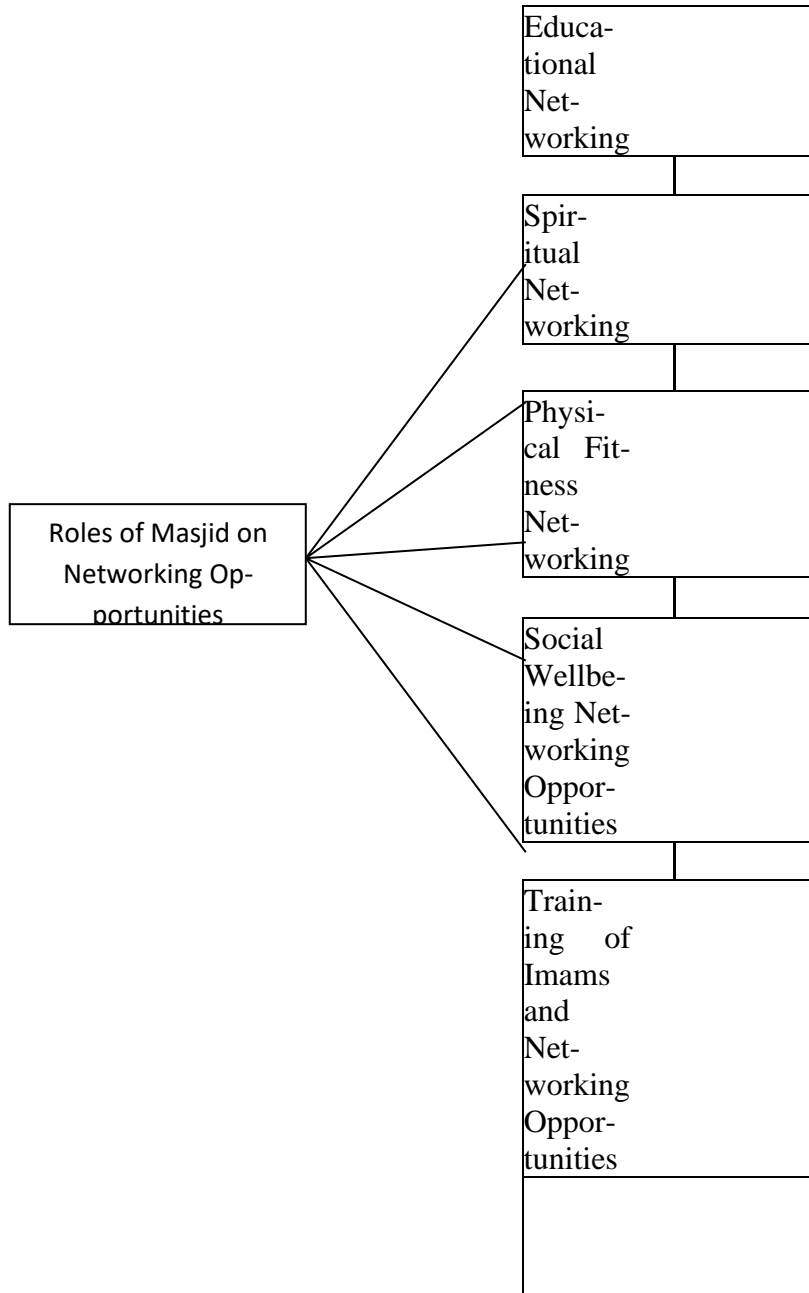 Educa-
tional
Net-
working
Spir-
itual
Net-
working
Physi-
cal Fit-
ness
Net-
working
Roles of Masjid on
Networking Op-
portunities
Social
Wellbe-
ing Net-
working
Oppor-
tunities
Train-
ing of
Imams
and
Net-
working
Oppor-
tunities